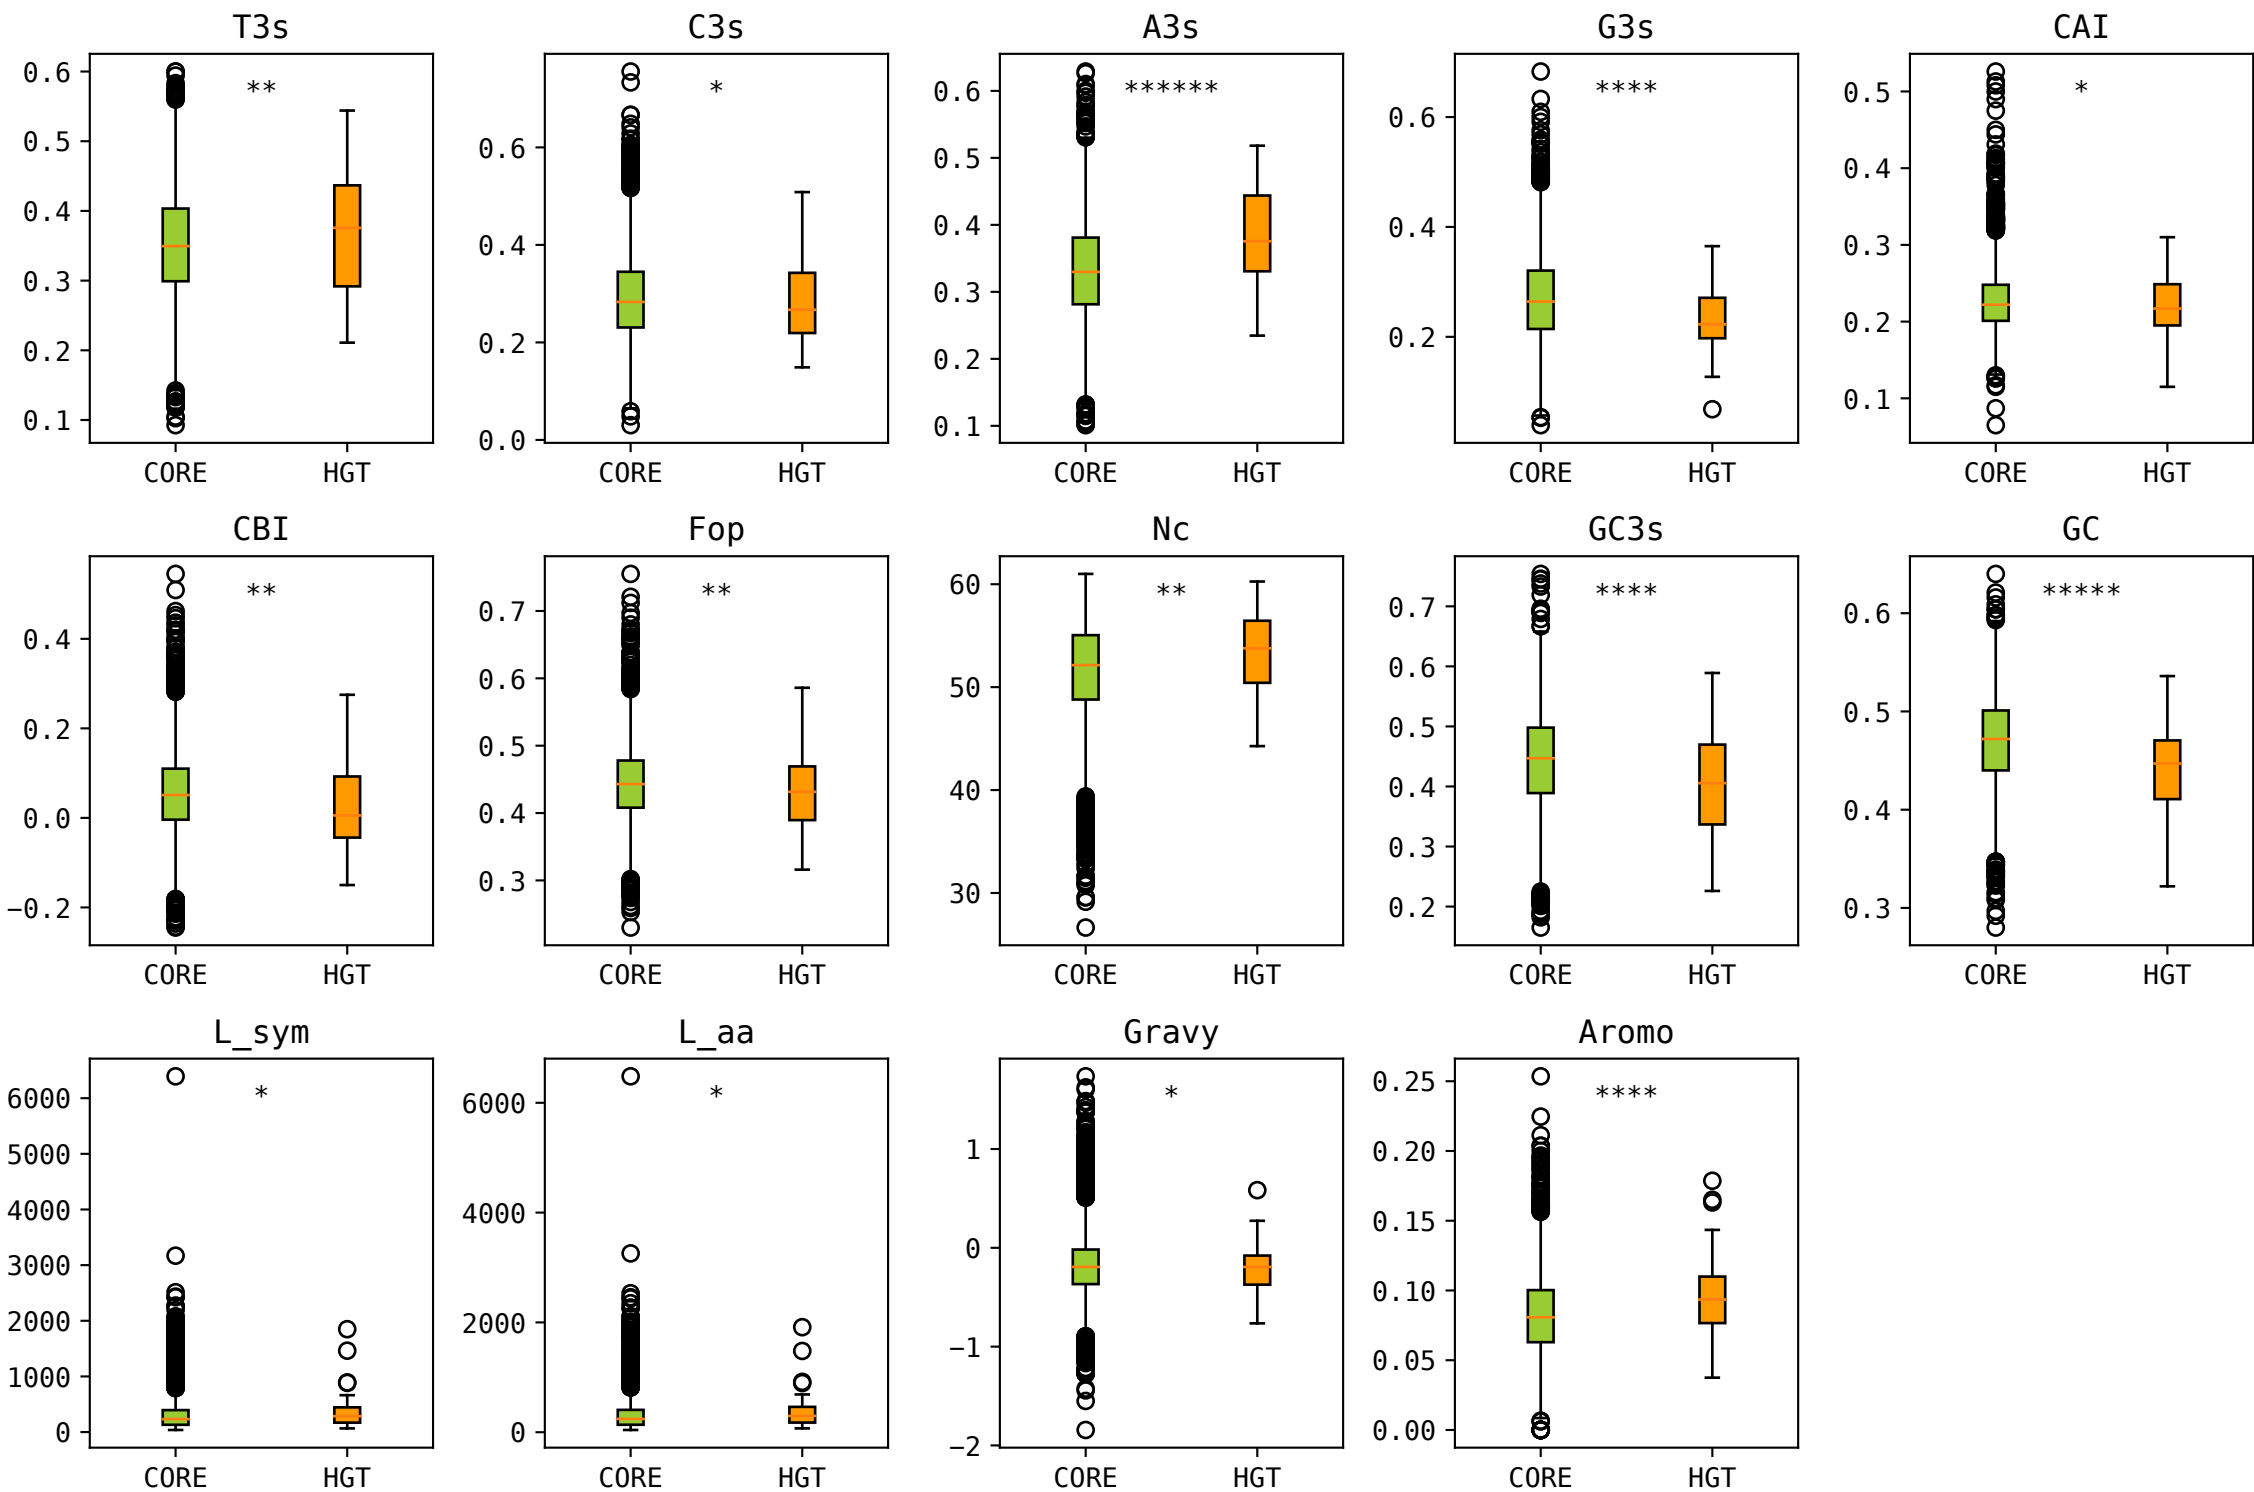 T3s C3s A3s G3s CAI
** * ****** **** *
0.6 0.6 0.6 0.6 0.5
0.5 0.4 0.5 0.4 0.4
0.4 0.2 0.4 0.2 0.3
0.3 0.0 0.3 0.2
0.2 0.2 0.1
0.1 0.1
CORE HGT CORE HGT CORE HGT CORE HGT CORE HGT
CBI Fop Nc GC3s GC
** ** ** **** *****
0.4 0.7 60 0.7 0.6
0.2 0.6 50 0.6 0.5
0.0 0.5 40 0.5 0.4
−0.2 0.4 30 0.4 0.3
0.3 0.3
0.2
CORE HGT CORE HGT CORE HGT CORE HGT CORE HGT
L_sym L_aa Gravy Aromo
* * * ****
6000 6000 1 0.25
5000 4000 0 0.20
4000 2000 −1 0.15
3000 0 −2 0.10
2000 0.05
1000 0.00
0
CORE HGT CORE HGT CORE HGT CORE HGT